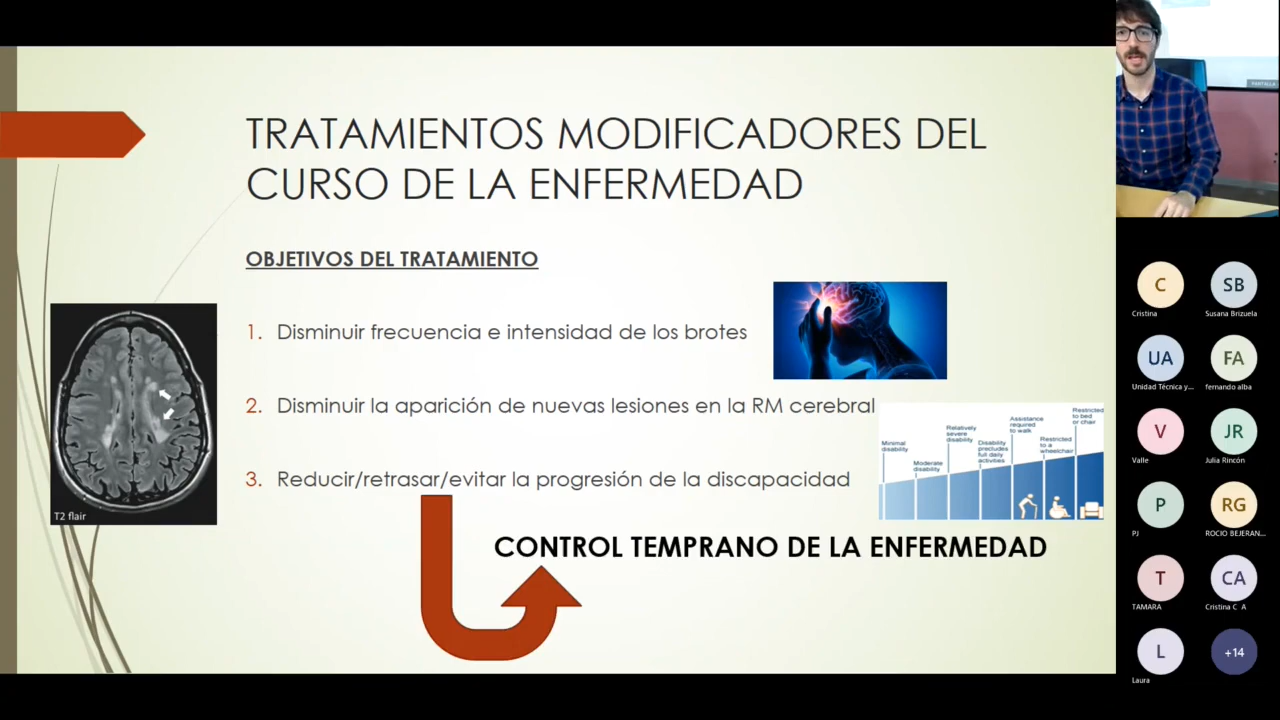 TRATAMIENTOS MODIFICADORES DEL
CURSO DE LA ENFERMEDAD
OBJETIVOS DEL TRATAMIENTO
1. Disminuir frecuencia e intensidad de los brotes
2. Disminuir la aparición de nuevas lesiones en la RM cerebral
3. Reducir/retrasar/evitar la progresión de la discapacidad
CONTROL TEMPRANO DE LA ENFERMEDAD
T2 flair
Minimal
disability
Moderate
disability
Relatively
severe
disability
Disability
precludes
full daily
activities
Assistance
required
to walk
Restricted
to a
wheelchair
Restricted
to bed
or chair
PANTALLA
C
Cristina
SB
Susana Brizuela
UA
Unidad Técnica y...
FA
fernando alba
V
Valle
JR
Julia Rincón
P
PJ
RG
ROCIO BEJERAN...
T
TAMARA
CA
Cristina C A
L
Laura
+14